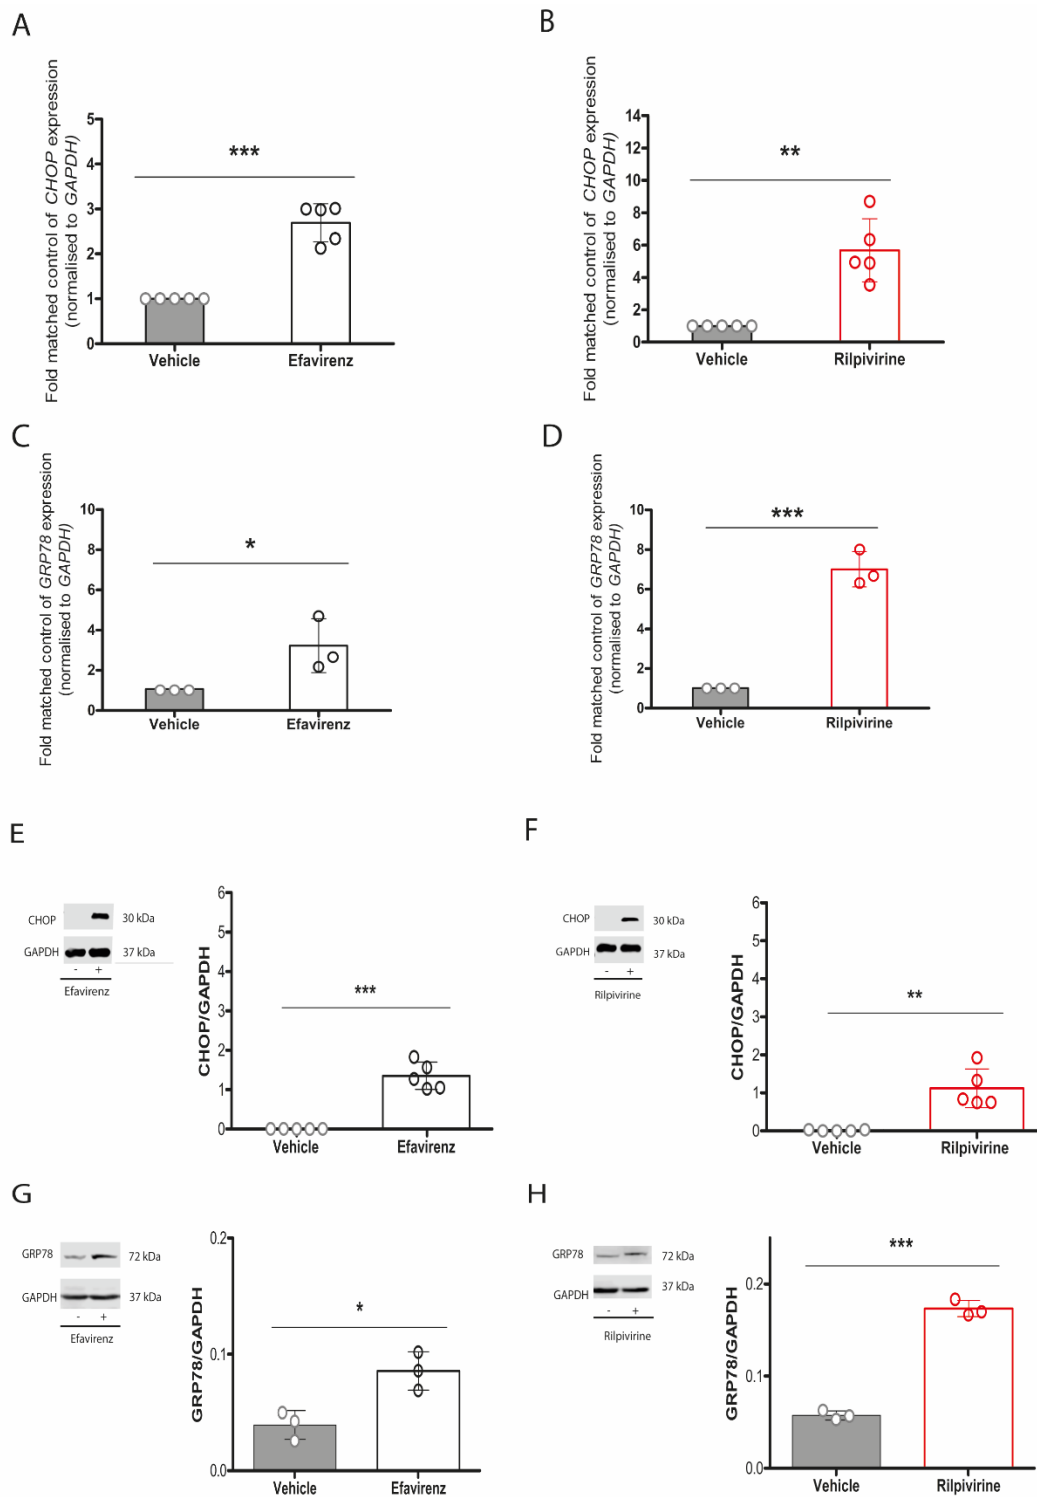 A
Fold matched control of CHOP expression
(normalised to GAPDH)
5
4
3
2
1
0
***
Vehicle
Efavirenz
B
Fold matched control of CHOP expression
(normalised to GAPDH)
14
12
10
8
6
4
2
0
**
Vehicle
Rilpivirine
C
Fold matched control of GRP78 expression
(normalised to GAPDH)
10
8
6
4
2
0
*
Vehicle
Efavirenz
D
Fold matched control of GRP78 expression
(normalised to GAPDH)
10
8
6
4
2
0
***
Vehicle
Rilpivirine
E
CHOP
30 kDa
GAPDH
37 kDa
- +
Efavirenz
CHOP/GAPDH
6
5
4
3
2
1
0
***
Vehicle
Efavirenz
F
CHOP
30 kDa
GAPDH
37 kDa
- +
Rilpivirine
CHOP/GAPDH
6
5
4
3
2
1
0
**
Vehicle
Rilpivirine
G
GRP78
72 kDa
GAPDH
37 kDa
- +
Efavirenz
GRP78/GAPDH
0.2
0.1
0.0
*
Vehicle
Efavirenz
H
GRP78
72 kDa
GAPDH
37 kDa
- +
Rilpivirine
GRP78/GAPDH
0.2
0.1
0.0
***
Vehicle
Rilpivirine